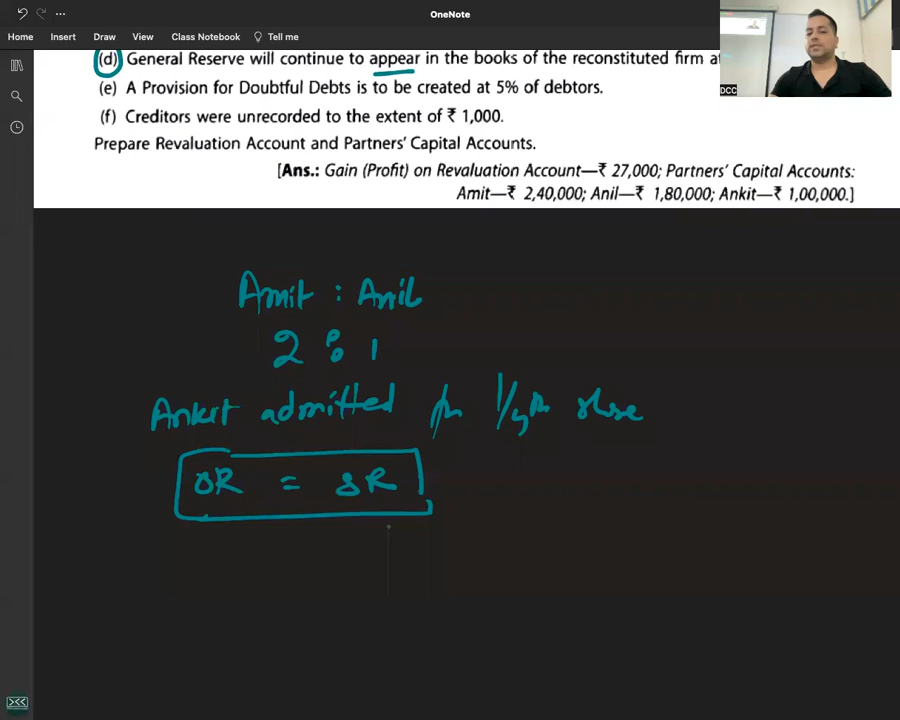 OneNote
Home Insert Draw View Class Notebook Tell me
DCC
(d) General Reserve will continue to appear in the books of the reconstituted firm at
(e) A Provision for Doubtful Debts is to be created at 5% of debtors.
(f) Creditors were unrecorded to the extent of ₹ 1,000.
Prepare Revaluation Account and Partners' Capital Accounts.
[Ans.: Gain (Profit) on Revaluation Account—₹ 27,000; Partners' Capital Accounts:
Amit—₹ 2,40,000; Anil—₹ 1,80,000; Ankit—₹ 1,00,000.]
Amit : Anil
2 : 1
Ankit admitted for share
SR = SR